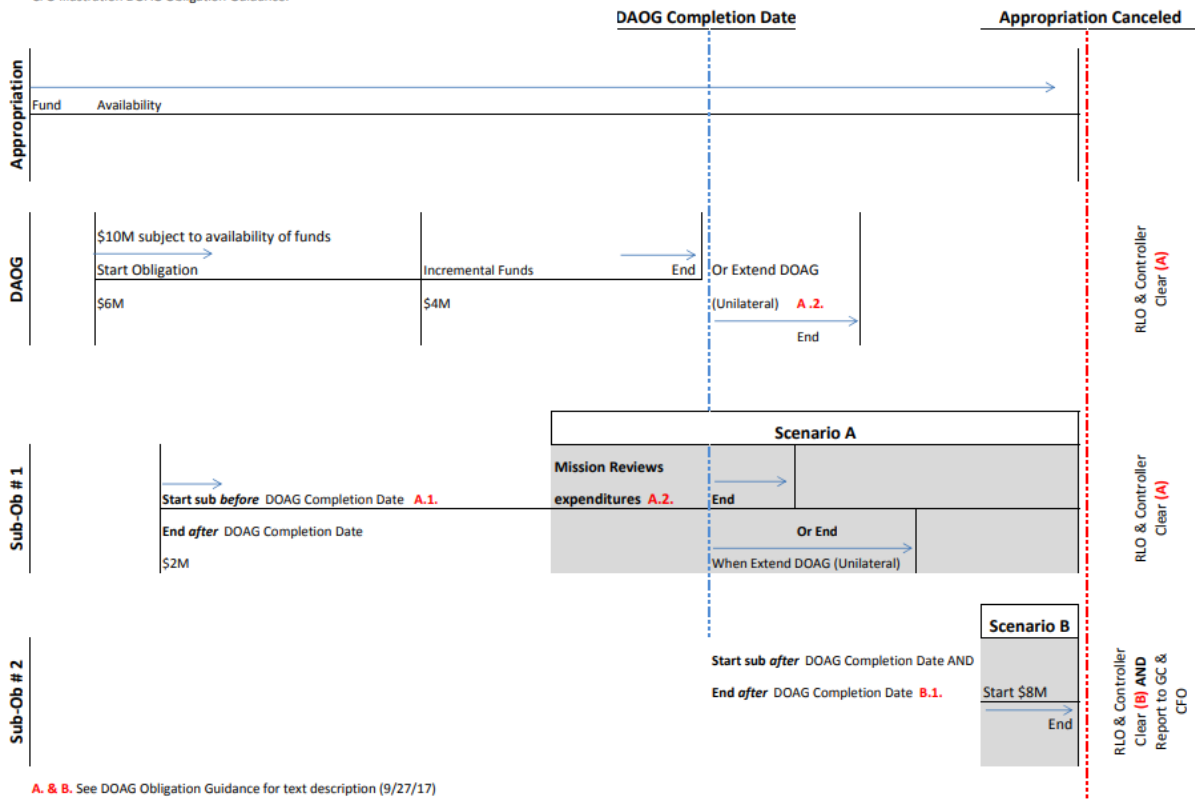 DAOG Completion Date
Appropriation Canceled
Appropriation
Fund Availability
DAOG
$10M subject to availability of funds
Start Obligation
Incremental Funds
End
Or Extend DOAG
$6M
$4M
(Unilateral) A .2.
End
RLO & Controller
Clear (A)
Sub-Ob # 1
Scenario A
Mission Reviews
expenditures A.2.
End
Start sub before DOAG Completion Date A.1.
End after DOAG Completion Date
Or End
$2M
When Extend DOAG (Unilateral)
RLO & Controller
Clear (A)
Sub-Ob # 2
Scenario B
Start sub after DOAG Completion Date AND
End after DOAG Completion Date B.1.
Start $8M
End
RLO & Controller
Clear (B) AND
Report to GC &
CFO
A. & B. See DOAG Obligation Guidance for text description (9/27/17)